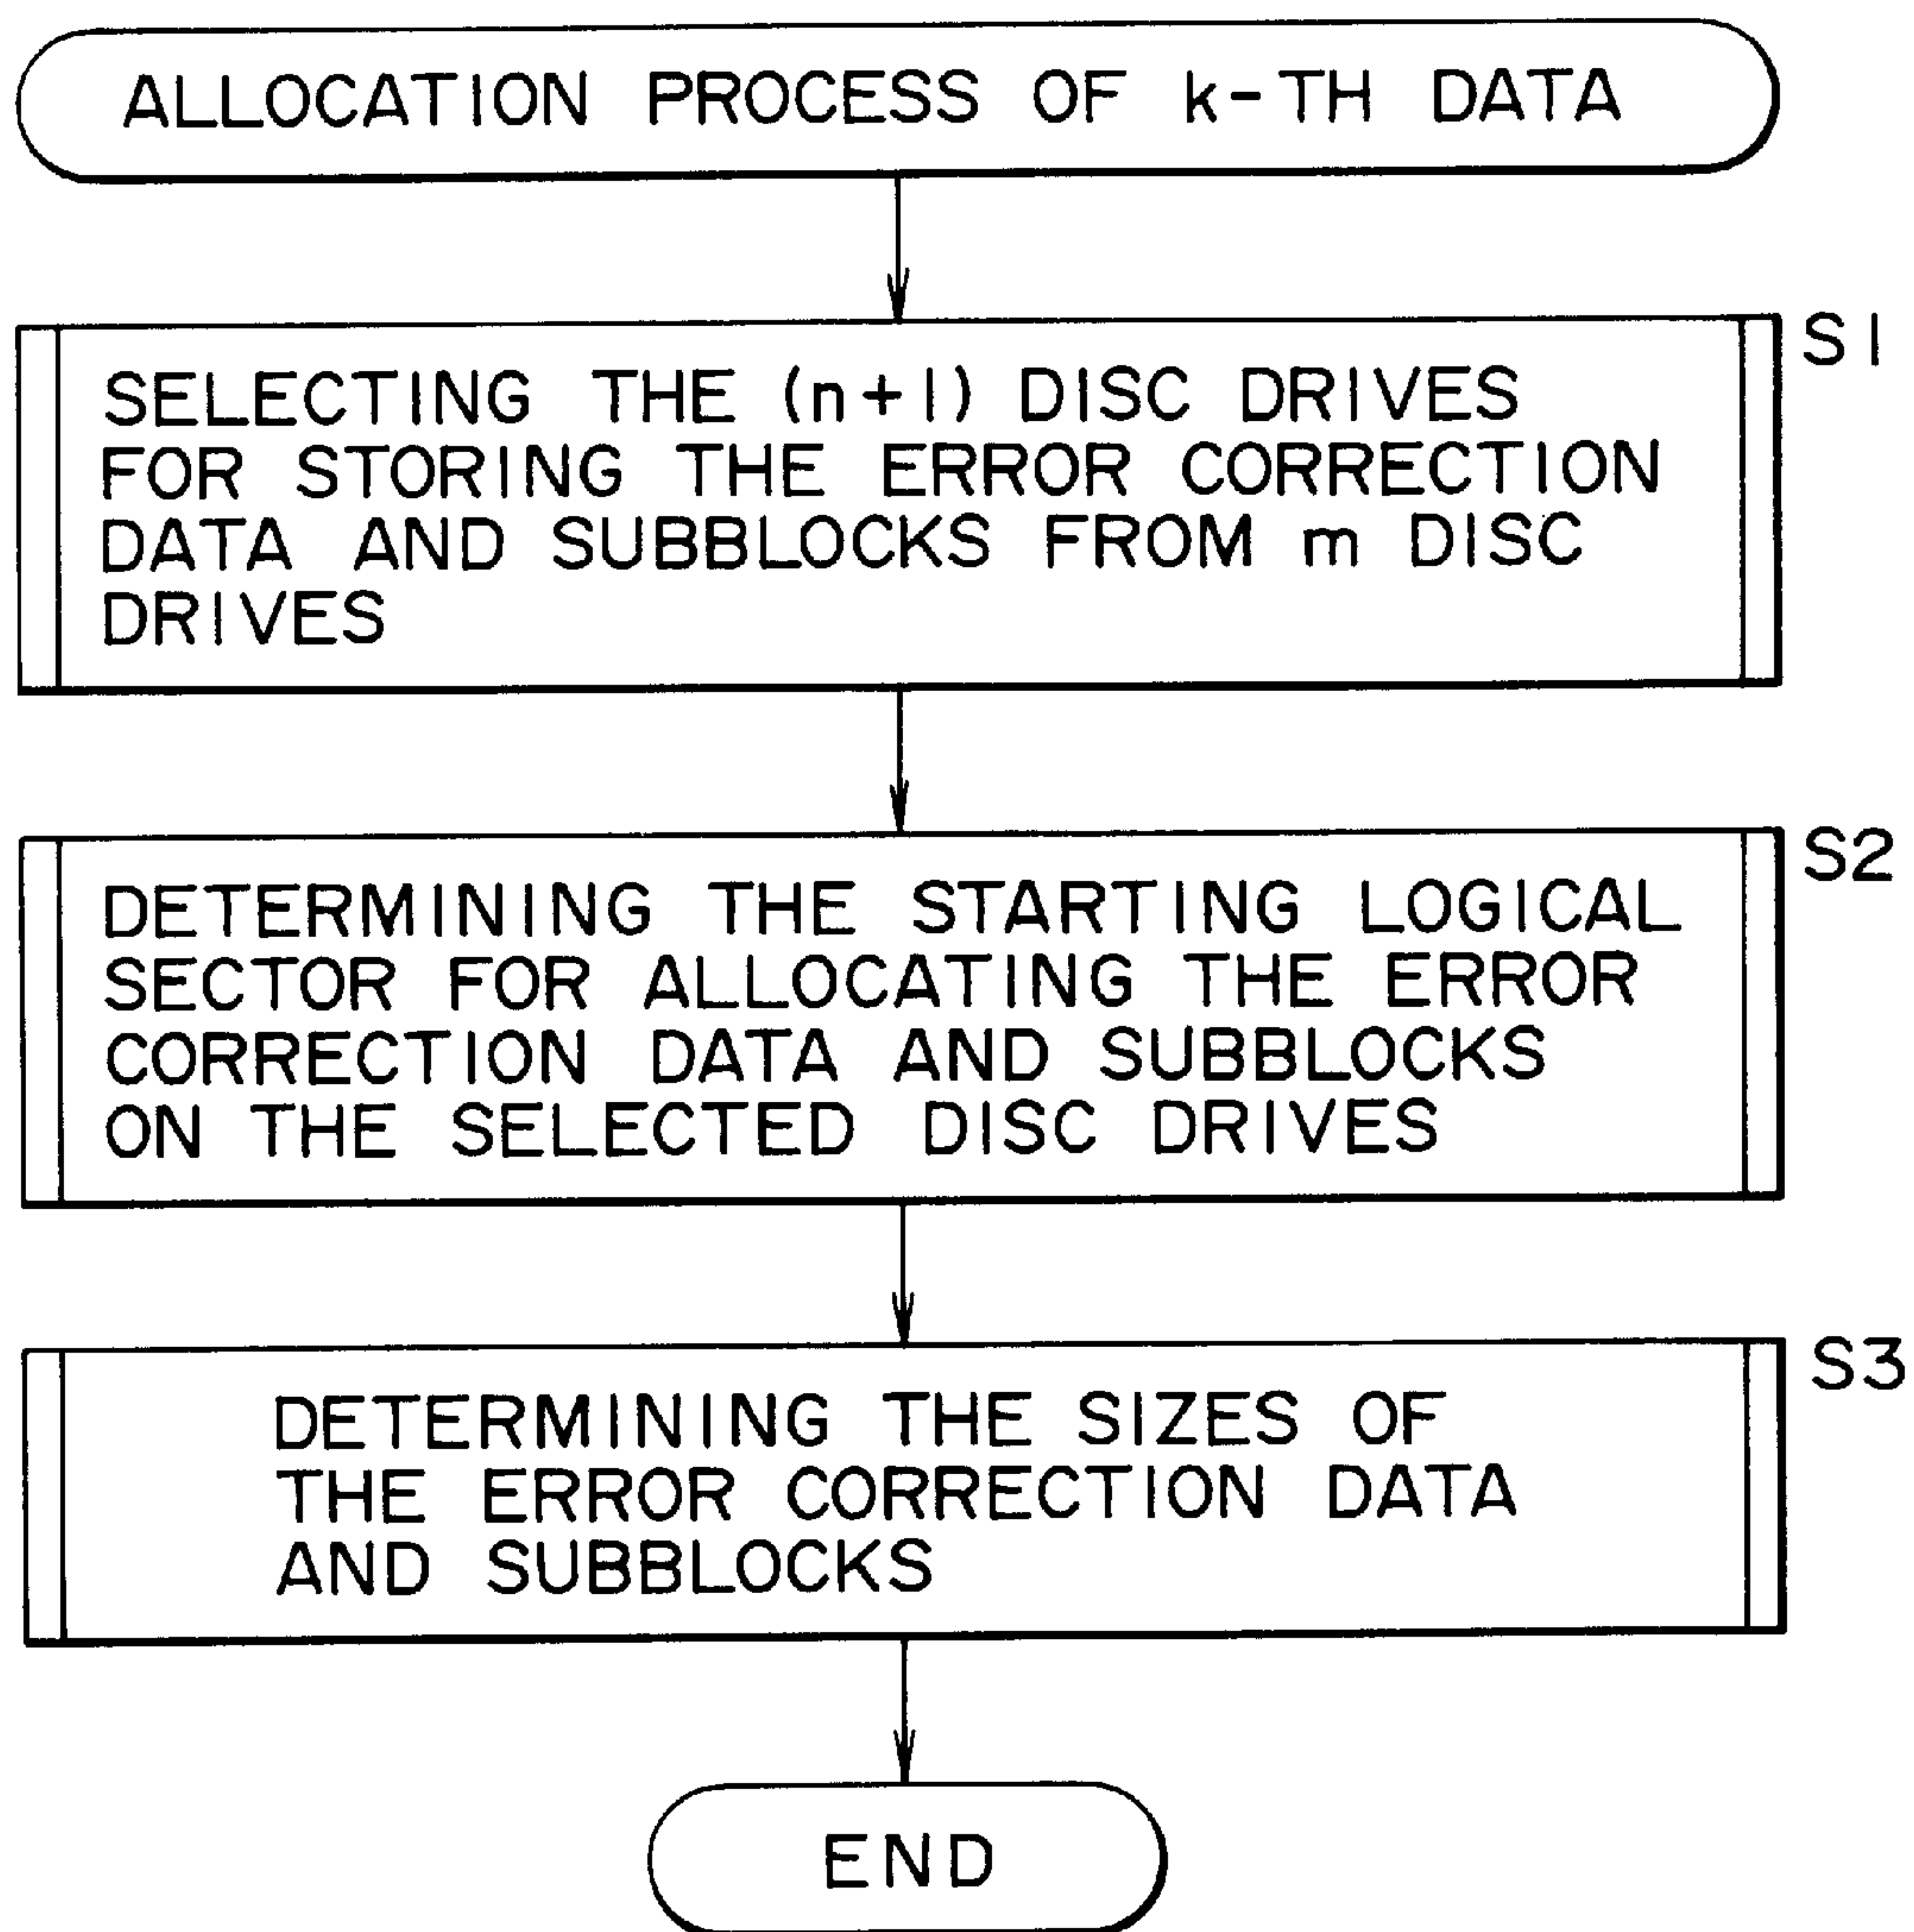 ALLOCATION PROCESS OF k-TH DATA
S1
SELECTING THE (n+1) DISC DRIVES
FOR STORING THE ERROR CORRECTION
DATA AND SUBBLOCKS FROM m DISC
DRIVES
S2
DETERMINING THE STARTING LOGICAL
SECTOR FOR ALLOCATING THE ERROR
CORRECTION DATA AND SUBBLOCKS
ON THE SELECTED DISC DRIVES
S3
DETERMINING THE SIZES OF
THE ERROR CORRECTION DATA
AND SUBBLOCKS
END